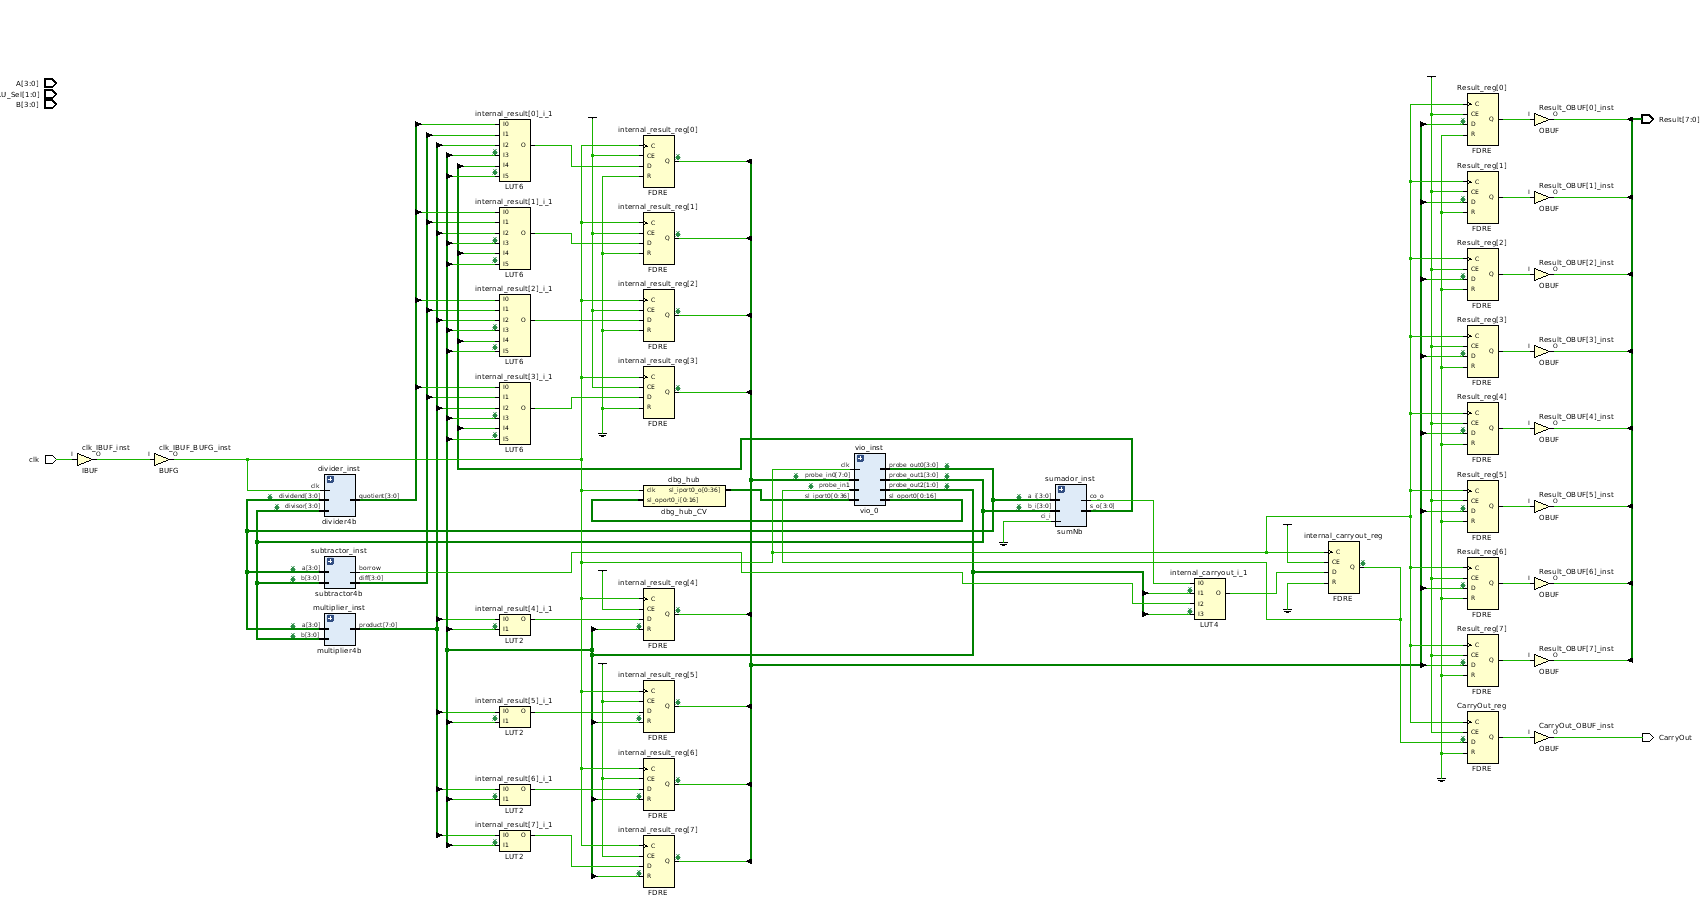 A[3:0]
U_Sel[1:0]
B[3:0]
clk
clk_IBUF_inst
I
O
IBUF
clk_IBUF_BUFG_inst
I
O
BUFG
divider_inst
clk
dividend[3:0]
quotient[3:0]
divisor[3:0]
divider4b
subtractor_inst
a[3:0]
borrow
b[3:0]
diff[3:0]
subtractor4b
multiplier_inst
a[3:0]
product[7:0]
b[3:0]
multiplier4b
internal_result[0]_i_1
I0
I1
I2
O
I3
I4
I5
LUT6
internal_result[1]_i_1
I0
I1
I2
O
I3
I4
I5
LUT6
internal_result[2]_i_1
I0
I1
I2
O
I3
I4
I5
LUT6
internal_result[3]_i_1
I0
I1
I2
O
I3
I4
I5
LUT6
internal_result[4]_i_1
I0
O
I1
LUT2
internal_result[5]_i_1
I0
O
I1
LUT2
internal_result[6]_i_1
I0
O
I1
LUT2
internal_result[7]_i_1
I0
O
I1
LUT2
internal_result_reg[0]
C
CE
Q
D
R
FDRE
internal_result_reg[1]
C
CE
Q
D
R
FDRE
internal_result_reg[2]
C
CE
Q
D
R
FDRE
internal_result_reg[3]
C
CE
Q
D
R
FDRE
dbg_hub
clk
sl_iport0_o[0:36]
sl_oport0_i[0:16]
dbg_hub_CV
internal_result_reg[4]
C
CE
Q
D
R
FDRE
internal_result_reg[5]
C
CE
Q
D
R
FDRE
internal_result_reg[6]
C
CE
Q
D
R
FDRE
internal_result_reg[7]
C
CE
Q
D
R
FDRE
vio_inst
clk
probe_out0[3:0]
probe_in0[7:0]
probe_out1[3:0]
probe_in1
probe_out2[1:0]
sl_iport0[0:36]
sl_oport0[0:16]
vio_0
sumador_inst
a_i[3:0]
co_o
b_i[3:0]
s_o[3:0]
ci_i
sumNb
internal_carryout_i_1
I0
I1
O
I2
I3
LUT4
internal_carryout_reg
C
CE
Q
D
R
FDRE
Result_reg[0]
C
CE
Q
D
R
FDRE
Result_OBUF[0]_inst
I
O
OBUF
Result[7:0]
Result_reg[1]
C
CE
Q
D
R
FDRE
Result_OBUF[1]_inst
I
O
OBUF
Result_reg[2]
C
CE
Q
D
R
FDRE
Result_OBUF[2]_inst
I
O
OBUF
Result_reg[3]
C
CE
Q
D
R
FDRE
Result_OBUF[3]_inst
I
O
OBUF
Result_reg[4]
C
CE
Q
D
R
FDRE
Result_OBUF[4]_inst
I
O
OBUF
Result_reg[5]
C
CE
Q
D
R
FDRE
Result_OBUF[5]_inst
I
O
OBUF
Result_reg[6]
C
CE
Q
D
R
FDRE
Result_OBUF[6]_inst
I
O
OBUF
Result_reg[7]
C
CE
Q
D
R
FDRE
Result_OBUF[7]_inst
I
O
OBUF
CarryOut_reg
C
CE
Q
D
R
FDRE
CarryOut_OBUF_inst
I
O
OBUF
CarryOut